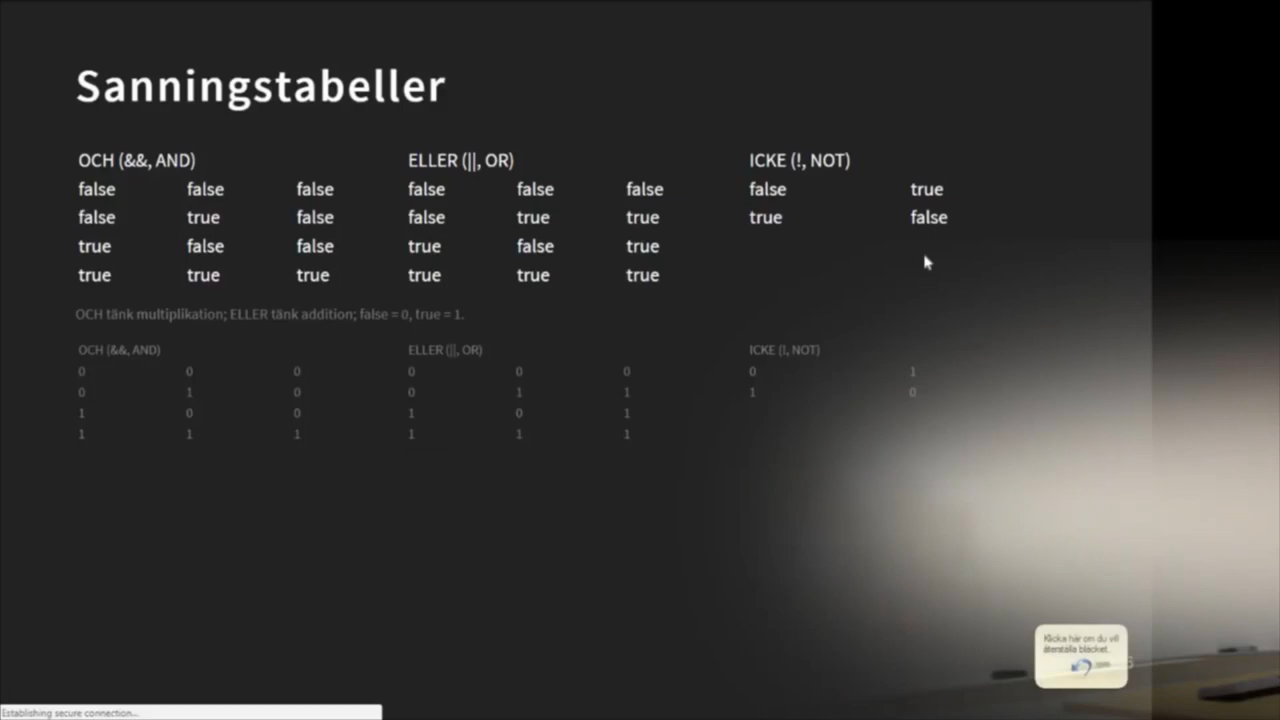 Sanningstabeller
OCH (&&, AND) ELLER (||, OR) ICKE (!, NOT)
false false false false false false false true
false true false false true true true false
true false false true false true
true true true true true true
OCH tänk multiplikation; ELLER tänk addition; false = 0, true = 1.
OCH (&&, AND) ELLER (||, OR) ICKE (!, NOT)
0 0 0 0 0 0 0 1
0 1 0 0 1 1 1 0
1 0 0 1 0 1
1 1 1 1 1 1
Klicka här om du vill
återställa bläcket.
Establishing secure connection...